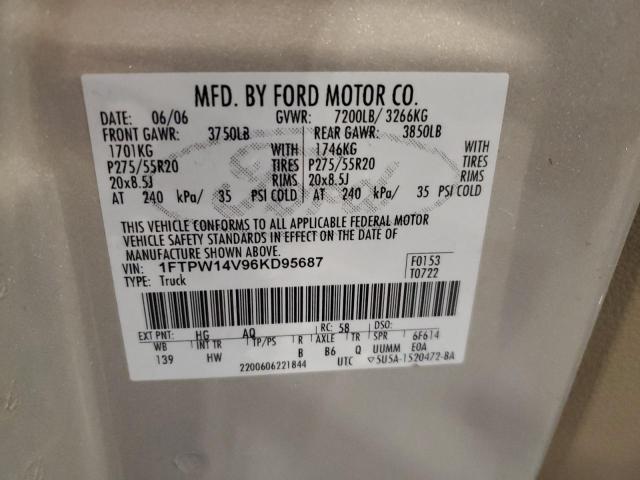 MFD. BY FORD MOTOR CO.
DATE: 06/06 GVWR: 7200LB/ 3266KG
FRONT GAWR: 3750LB REAR GAWR: 3850LB
1701KG WITH 1746KG WITH
P275/55R20 TIRES P275/55R20 TIRES
20x8.5J RIMS 20x8.5J RIMS
AT 240 kPa/ 35 PSI COLD AT 240 kPa/ 35 PSI COLD
Ford
THIS VEHICLE CONFORMS TO ALL APPLICABLE FEDERAL MOTOR
VEHICLE SAFETY STANDARDS IN EFFECT ON THE DATE OF
MANUFACTURE SHOWN ABOVE.
VIN: 1FTPW14V96KD95687 F0153
TYPE: Truck T0722
EXT PNT: HG AQ RC: 58 DSO:
WB INT TR TP/PS R AXLE TR SPR 6F614
139 HW B B6 Q UUMM E0A
2200606221844 UTC ▽5U5A-1520472-BA